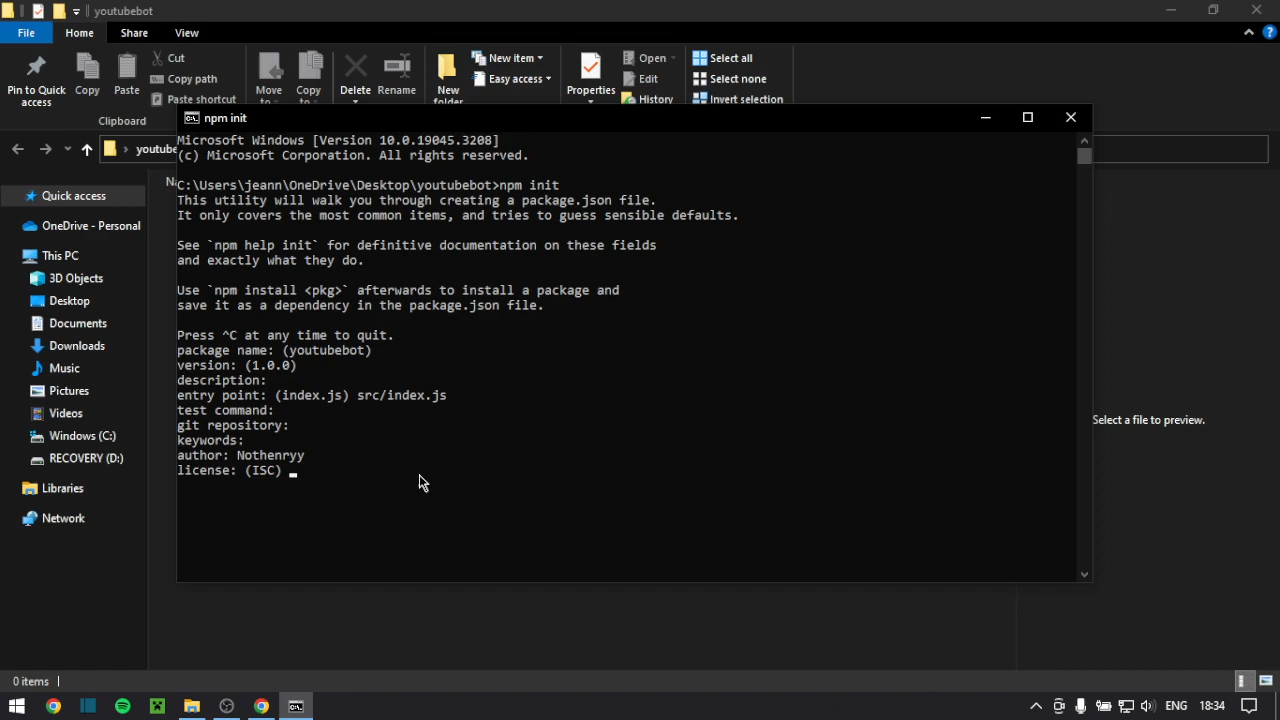 youtubebot
File Home Share View
Pin to Quick access
Copy
Paste
Cut
Copy path
Paste shortcut
Clipboard
Move to
Copy to
Delete
Rename
New folder
New item
Easy access
Properties
Open
Edit
History
Select all
Select none
Invert selection
npm init
Microsoft Windows [Version 10.0.19045.3208]
(c) Microsoft Corporation. All rights reserved.
C:\Users\jeann\OneDrive\Desktop\youtubebot>npm init
This utility will walk you through creating a package.json file.
It only covers the most common items, and tries to guess sensible defaults.
See `npm help init` for definitive documentation on these fields
and exactly what they do.
Use `npm install <pkg>` afterwards to install a package and
save it as a dependency in the package.json file.
Press ^C at any time to quit.
package name: (youtubebot)
version: (1.0.0)
description:
entry point: (index.js) src/index.js
test command:
git repository:
keywords:
author: Nothenryy
license: (ISC)
youtube
Na
Quick access
OneDrive - Personal
This PC
3D Objects
Desktop
Documents
Downloads
Music
Pictures
Videos
Windows (C:)
RECOVERY (D:)
Libraries
Network
Select a file to preview.
0 items
ENG 18:34